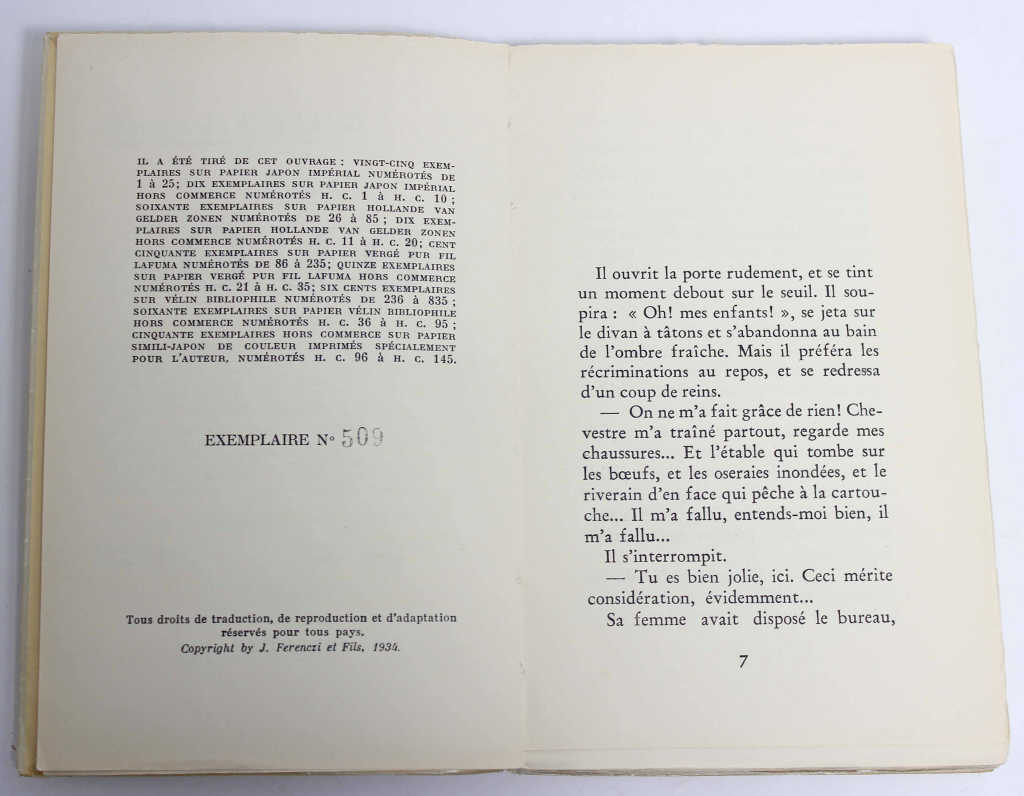 IL A ÉTÉ TIRÉ DE CET OUVRAGE : VINGT-CINQ EXEM-
PLAIRES SUR PAPIER JAPON IMPÉRIAL NUMÉROTÉS DE
1 à 25; DIX EXEMPLAIRES SUR PAPIER JAPON IMPÉRIAL
HORS COMMERCE NUMÉROTÉS H. C. 1 à H. C. 10 ;
SOIXANTE EXEMPLAIRES SUR PAPIER HOLLANDE VAN
GELDER ZONEN NUMÉROTÉS DE 26 à 85 ; DIX EXEM-
PLAIRES SUR PAPIER HOLLANDE VAN GELDER ZONEN
HORS COMMERCE NUMÉROTÉS H. C. 11 à H. C. 20; CENT
CINQUANTE EXEMPLAIRES SUR PAPIER VERGÉ PUR FIL
LAFUMA NUMÉROTÉS DE 86 à 235; QUINZE EXEMPLAIRES
SUR PAPIER VERGÉ PUR FIL LAFUMA HORS COMMERCE
NUMÉROTÉS H. C. 21 à H. C. 35; SIX CENTS EXEMPLAIRES
SUR VÉLIN BIBLIOPHILE NUMÉROTÉS DE 236 à 835 ;
SOIXANTE EXEMPLAIRES SUR PAPIER VÉLIN BIBLIOPHILE
HORS COMMERCE NUMÉROTÉS H. C. 36 à H. C. 95 ;
CINQUANTE EXEMPLAIRES HORS COMMERCE SUR PAPIER
SIMILI-JAPON DE COULEUR IMPRIMÉS SPÉCIALEMENT
POUR L'AUTEUR, NUMÉROTÉS H. C. 96 à H. C. 145.
EXEMPLAIRE N° 509
Tous droits de traduction, de reproduction et d'adaptation
réservés pour tous pays.
Copyright by J. Ferenczi et Fils, 1934.
Il ouvrit la porte rudement, et se tint
un moment debout sur le seuil. Il sou-
pira : « Oh! mes enfants! », se jeta sur
le divan à tâtons et s'abandonna au bain
de l'ombre fraîche. Mais il préféra les
récriminations au repos, et se redressa
d'un coup de reins.
— On ne m'a fait grâce de rien! Che-
vestre m'a traîné partout, regarde mes
chaussures... Et l'étable qui tombe sur
les bœufs, et les oseraies inondées, et le
riverain d'en face qui pêche à la cartou-
che... Il m'a fallu, entends-moi bien, il
m'a fallu...
Il s'interrompit.
— Tu es bien jolie, ici. Ceci mérite
considération, évidemment...
Sa femme avait disposé le bureau,
7